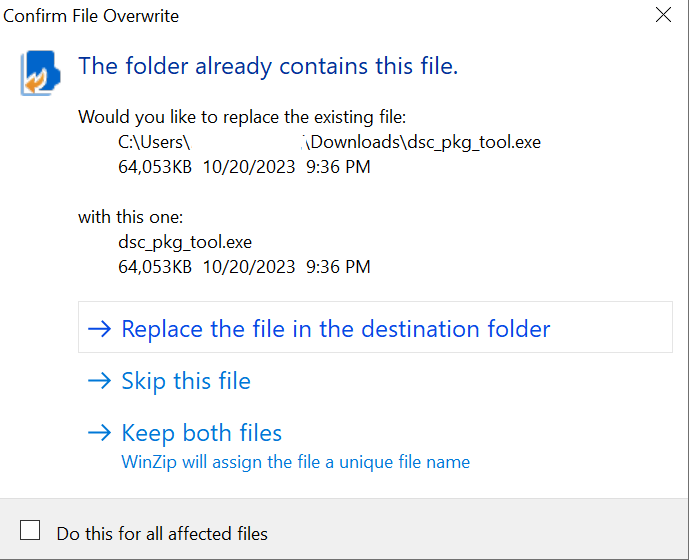 Confirm File Overwrite
The folder already contains this file.
Would you like to replace the existing file:
C:\Users\ \Downloads\dsc_pkg_tool.exe
64,053KB 10/20/2023 9:36 PM
with this one:
dsc_pkg_tool.exe
64,053KB 10/20/2023 9:36 PM
Replace the file in the destination folder
Skip this file
Keep both files
WinZip will assign the file a unique file name
Do this for all affected files